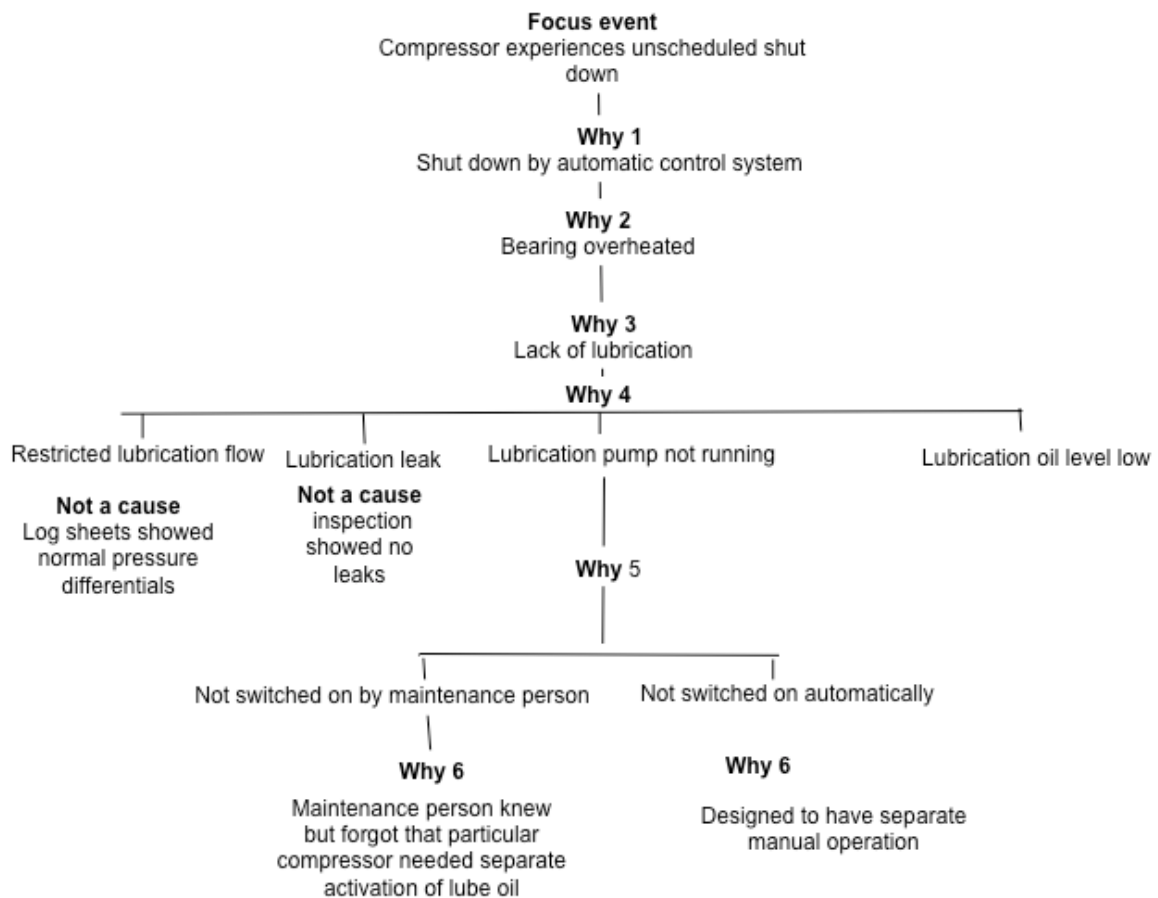 Focus event
Compressor experiences unscheduled shut
down
Why 1
Shut down by automatic control system
Why 2
Bearing overheated
Why 3
Lack of lubrication
Why 4
Restricted lubrication flow
Not a cause
Log sheets showed
normal pressure
differentials
Lubrication leak
Not a cause
inspection
showed no
leaks
Lubrication pump not running
Lubrication oil level low
Why 5
Not switched on by maintenance person
Why 6
Maintenance person knew
but forgot that particular
compressor needed separate
activation of lube oil
Not switched on automatically
Why 6
Designed to have separate
manual operation